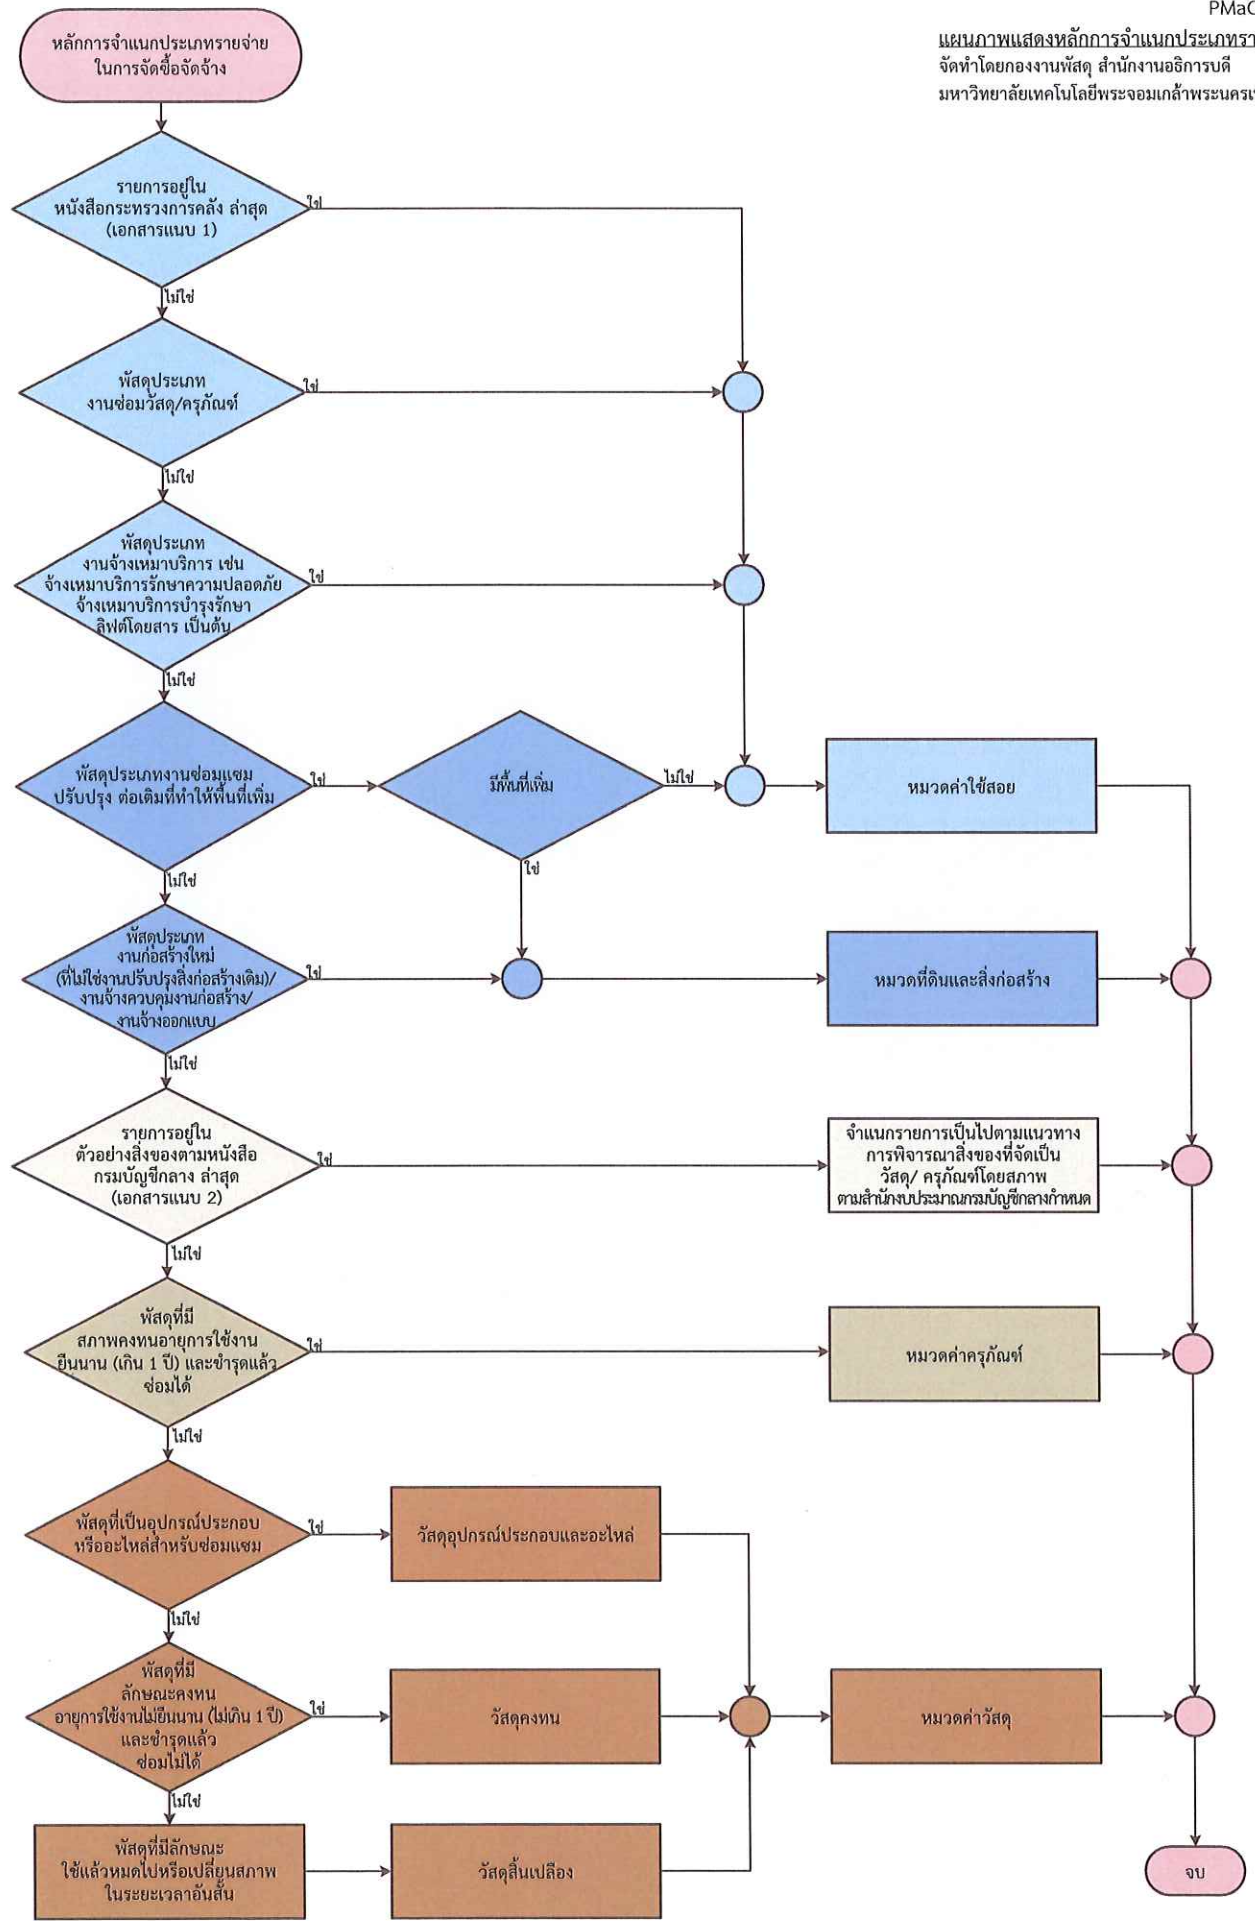 PMaC
แผนภาพแสดงหลักการจำแนกประเภทรา
จัดทำโดยกองงานพัสดุ สำนักงานอธิการบดี
มหาวิทยาลัยเทคโนโลยีพระจอมเกล้าพระนครเ
หลักการจำแนกประเภทรายจ่าย
ในการจัดซื้อจัดจ้าง
รายการอยู่ใน
หนังสือกระทรวงการคลัง ล่าสุด
(เอกสารแนบ 1)
ใช่
ไม่ใช่
พัสดุประเภท
งานซ่อมวัสดุ/ครุภัณฑ์
ใช่
ไม่ใช่
พัสดุประเภท
งานจ้างเหมาบริการ เช่น
จ้างเหมาบริการรักษาความปลอดภัย
จ้างเหมาบริการบำรุงรักษา
ลิฟต์โดยสาร เป็นต้น
ใช่
ไม่ใช่
พัสดุประเภทงานซ่อมแซม
ปรับปรุง ต่อเติมที่ทำให้พื้นที่เพิ่ม
ใช่
มีพื้นที่เพิ่ม
ไม่ใช่
หมวดค่าใช้สอย
ใช่
ไม่ใช่
พัสดุประเภท
งานก่อสร้างใหม่
(ที่ไม่ใช่งานปรับปรุงสิ่งก่อสร้างเดิม)/
งานจ้างควบคุมงานก่อสร้าง/
งานจ้างออกแบบ
ใช่
หมวดที่ดินและสิ่งก่อสร้าง
ไม่ใช่
รายการอยู่ใน
ตัวอย่างสิ่งของตามหนังสือ
กรมบัญชีกลาง ล่าสุด
(เอกสารแนบ 2)
ใช่
จำแนกรายการเป็นไปตามแนวทาง
การพิจารณาสิ่งของที่จัดเป็น
วัสดุ/ ครุภัณฑ์โดยสภาพ
ตามสำนักงบประมาณกรมบัญชีกลางกำหนด
ไม่ใช่
พัสดุที่มี
สภาพคงทนอายุการใช้งาน
ยืนนาน (เกิน 1 ปี) และชำรุดแล้ว
ซ่อมได้
ใช่
หมวดค่าครุภัณฑ์
ไม่ใช่
พัสดุที่เป็นอุปกรณ์ประกอบ
หรืออะไหล่สำหรับซ่อมแซม
ใช่
วัสดุอุปกรณ์ประกอบและอะไหล่
ไม่ใช่
พัสดุที่มี
ลักษณะคงทน
อายุการใช้งานไม่ยืนนาน (ไม่เกิน 1 ปี)
และชำรุดแล้ว
ซ่อมไม่ได้
ใช่
วัสดุคงทน
หมวดค่าวัสดุ
ไม่ใช่
พัสดุที่มีลักษณะ
ใช้แล้วหมดไปหรือเปลี่ยนสภาพ
ในระยะเวลาอันสั้น
วัสดุสิ้นเปลือง
จบ